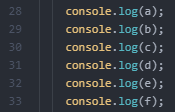 28 console.log(a);
29 console.log(b);
30 console.log(c);
31 console.log(d);
32 console.log(e);
33 console.log(f);